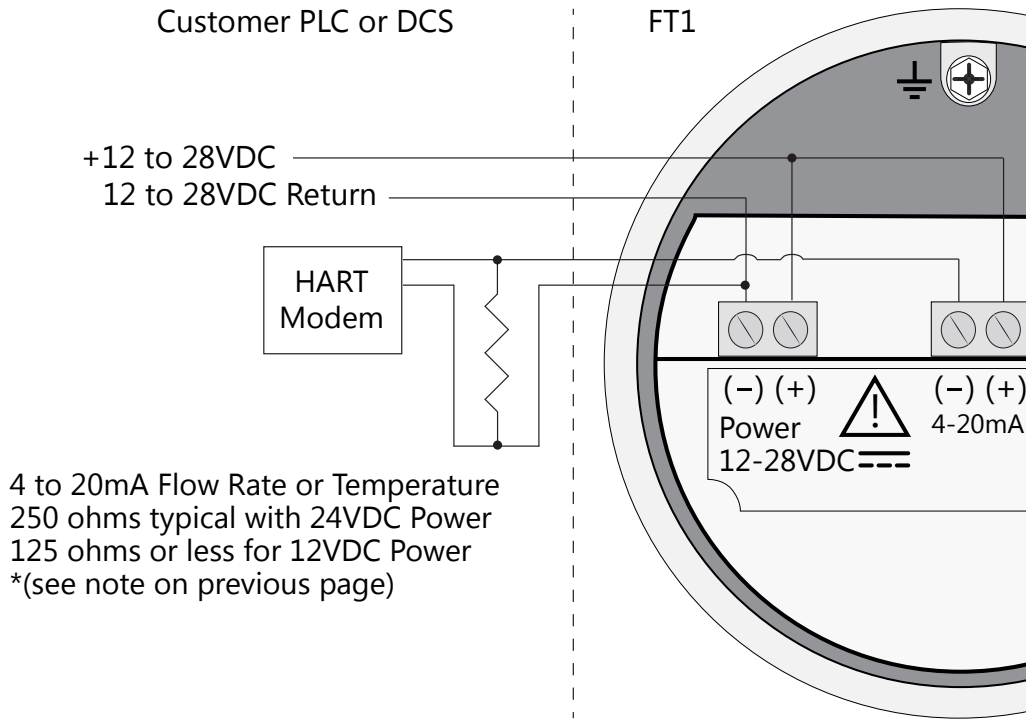 Customer PLC or DCS
FT1
+12 to 28VDC
12 to 28VDC Return
HART
Modem
(−) (+)
Power
12-28VDC
(−) (+)
4-20mA
4 to 20mA Flow Rate or Temperature
250 ohms typical with 24VDC Power
125 ohms or less for 12VDC Power
*(see note on previous page)